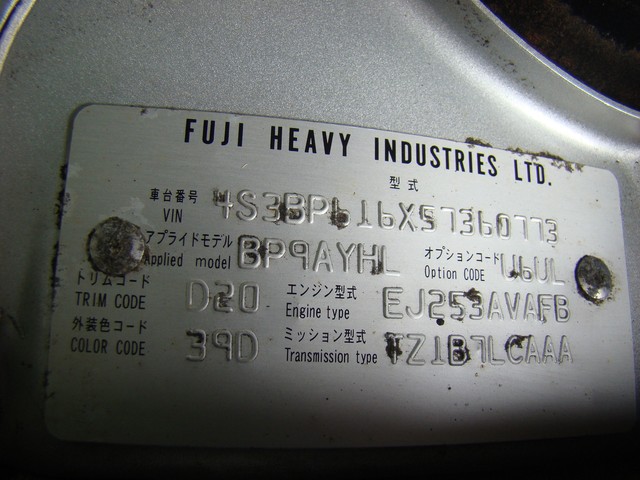 FUJI HEAVY INDUSTRIES LTD.
型式
車台番号 VIN 4S3BP616X57360773
アプライドモデル Applied model BP9AYHL オプションコード Option CODE U6UL
トリムコード TRIM CODE D20 エンジン型式 Engine type EJ253AVAFB
外装色コード COLOR CODE 39D ミッション型式 Transmission type TZ1B7LCAAA